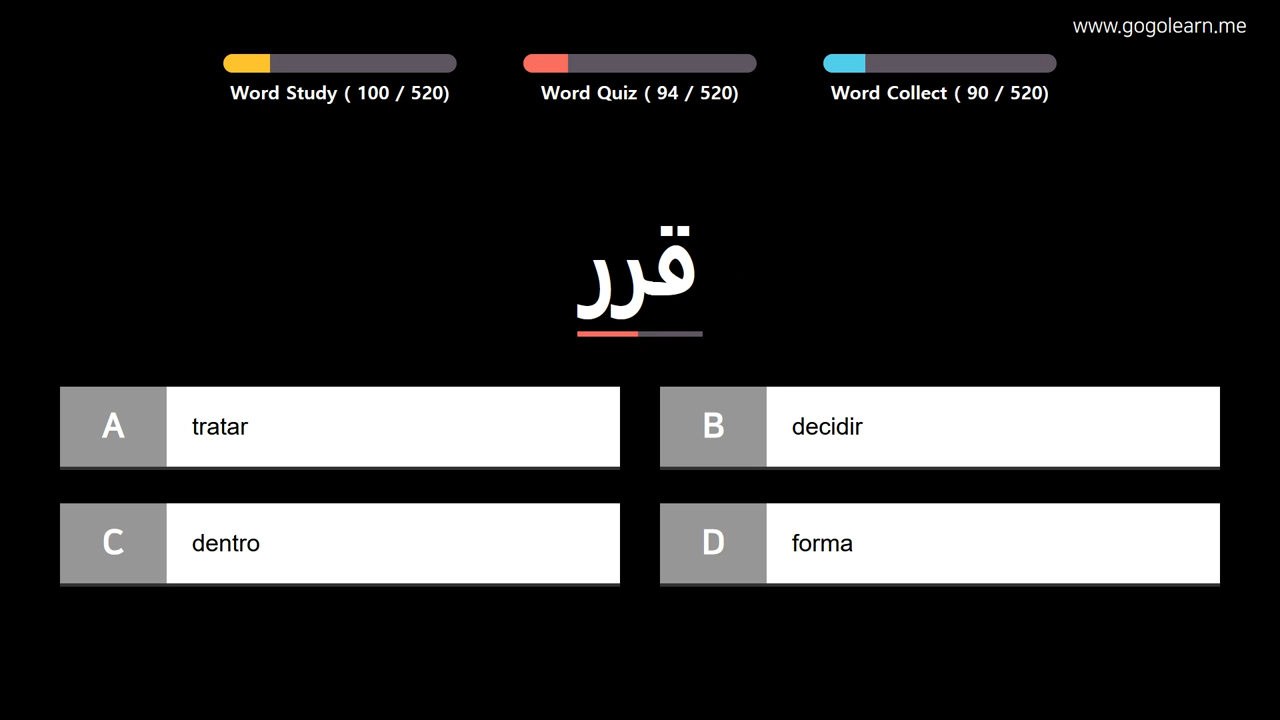 www.gogolearn.me
Word Study ( 100 / 520)
Word Quiz ( 94 / 520)
Word Collect ( 90 / 520)
قرر
A tratar
B decidir
C dentro
D forma